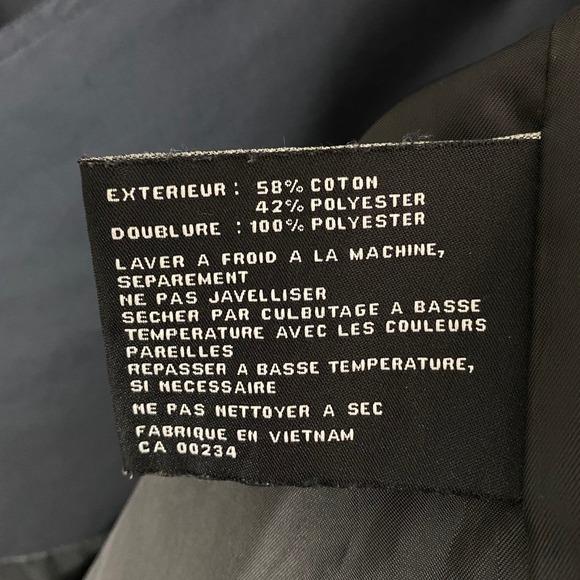 EXTERIEUR: 58% COTON
42% POLYESTER
DOUBLURE : 100% POLYESTER
LAVER A FROID A LA MACHINE,
SEPAREMENT
NE PAS JAVELLISER
SECHER PAR CULBUTAGE A BASSE
TEMPERATURE AVEC LES COULEURS
PAREILLES
REPASSER A BASSE TEMPERATURE,
SI NECESSAIRE
NE PAS NETTOYER A SEC
FABRIQUE EN VIETNAM
CA 00234